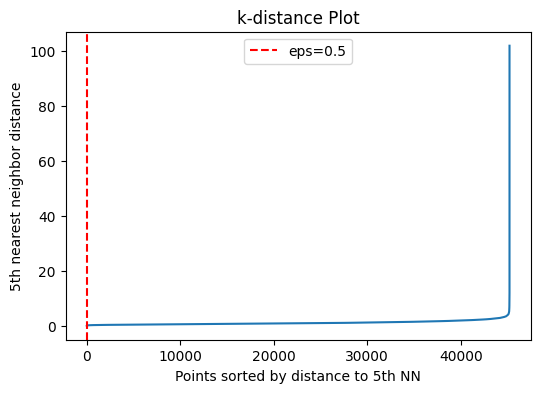 k-distance Plot
100
80
60
40
20
0
5th nearest neighbor distance
eps=0.5
0 10000 20000 30000 40000
Points sorted by distance to 5th NN